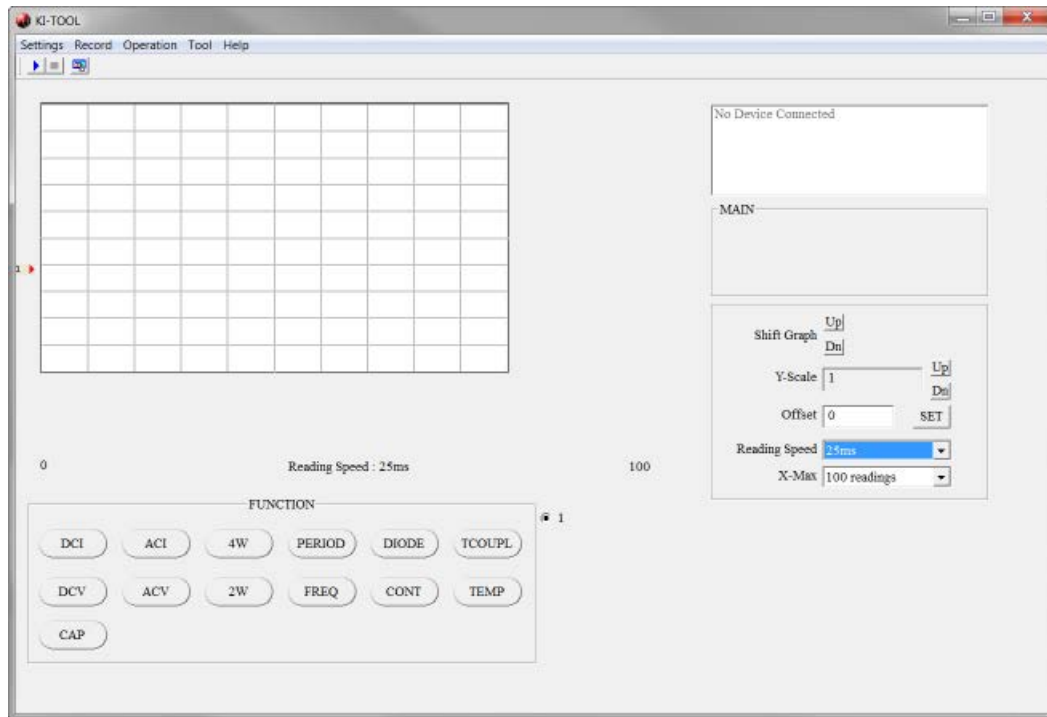 KI-TOOL
Settings Record Operation Tool Help
No Device Connected
MAIN
1
Shift Graph Up
Dn
Y-Scale 1 Up
Dn
Offset 0 SET
Reading Speed 25ms
X-Max 100 readings
0 Reading Speed : 25ms 100
FUNCTION
1
DCI ACI 4W PERIOD DIODE TCOUPL
DCV ACV 2W FREQ CONT TEMP
CAP